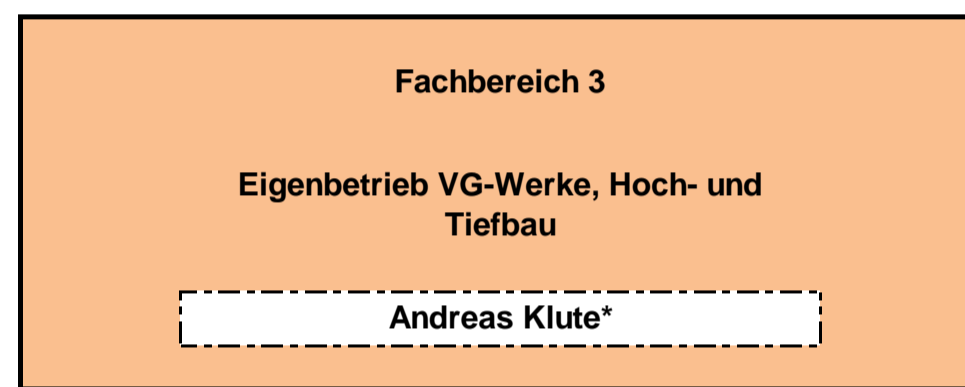 Fachbereich 3
Eigenbetrieb VG-Werke, Hoch- und
Tiefbau
Andreas Klute*